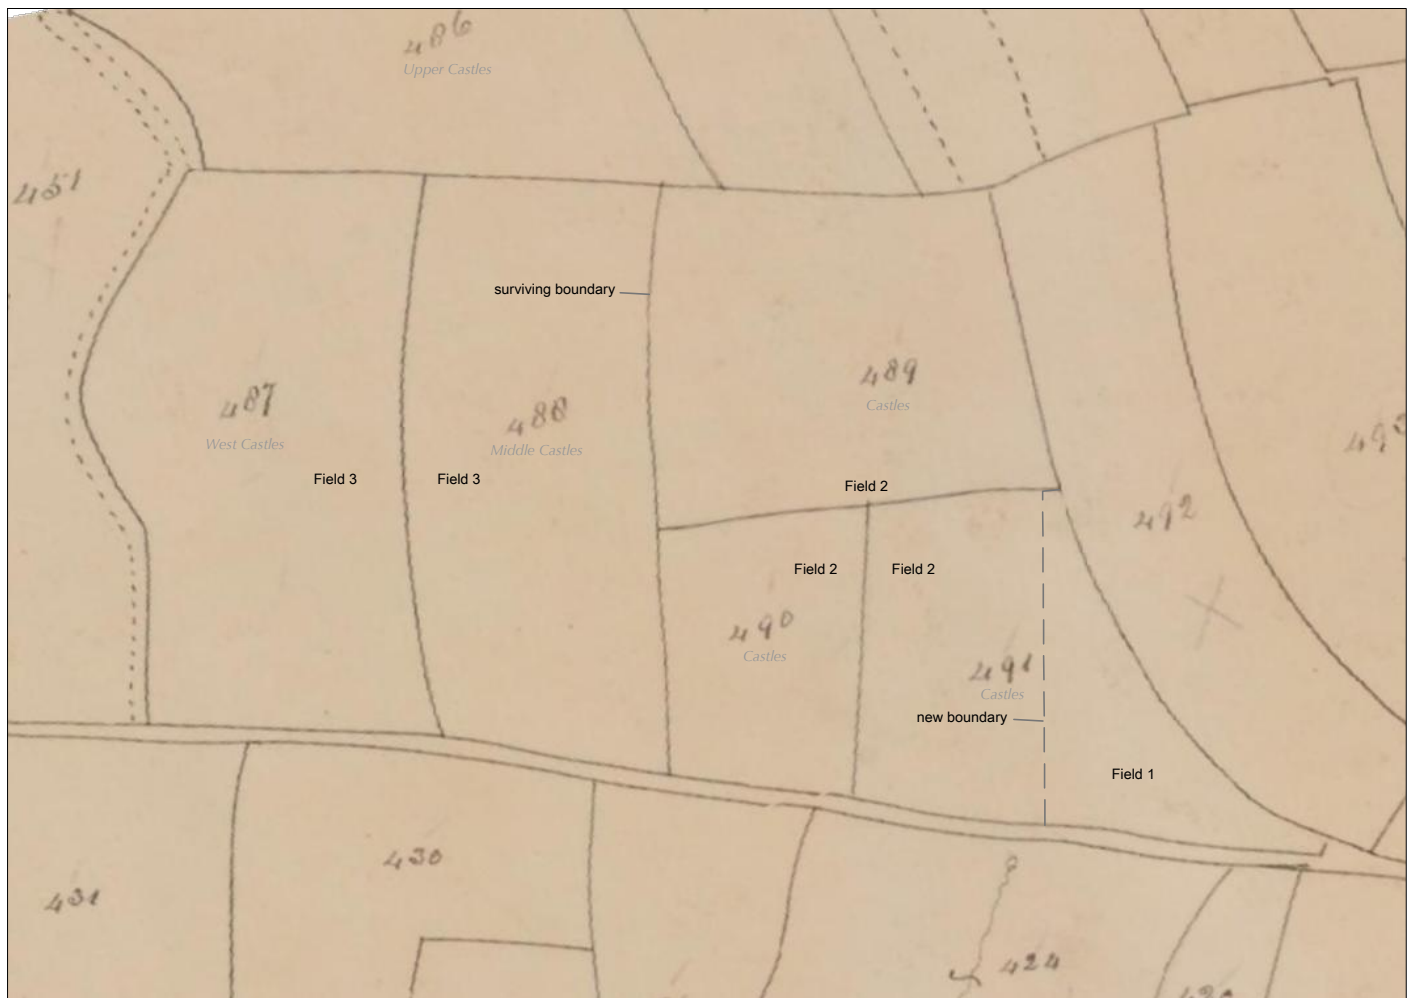 486
Upper Castles
451
surviving boundary
489
Castles
487
West Castles
488
Middle Castles
Field 3
Field 3
Field 2
492
Field 2
Field 2
490
Castles
491
Castles
new boundary
Field 1
430
431
424